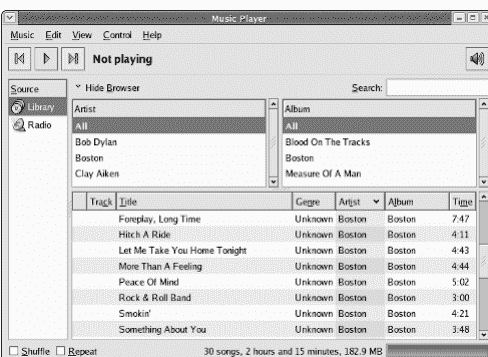 Music Player
Music Edit View Control Help
Not playing
Source
Library
Radio
Hide Browser
Search:
Artist
All
Bob Dylan
Boston
Clay Aiken
Album
All
Blood On The Tracks
Boston
Measure Of A Man
Track Title Genre Artist Album Time
Foreplay, Long Time Unknown Boston Boston 7:47
Hitch A Ride Unknown Boston Boston 4:11
Let Me Take You Home Tonight Unknown Boston Boston 4:43
More Than A Feeling Unknown Boston Boston 4:44
Peace Of Mind Unknown Boston Boston 5:02
Rock & Roll Band Unknown Boston Boston 3:00
Smokin' Unknown Boston Boston 4:21
Something About You Unknown Boston Boston 3:48
Shuffle Repeat 30 songs, 2 hours and 15 minutes, 182.9 MB